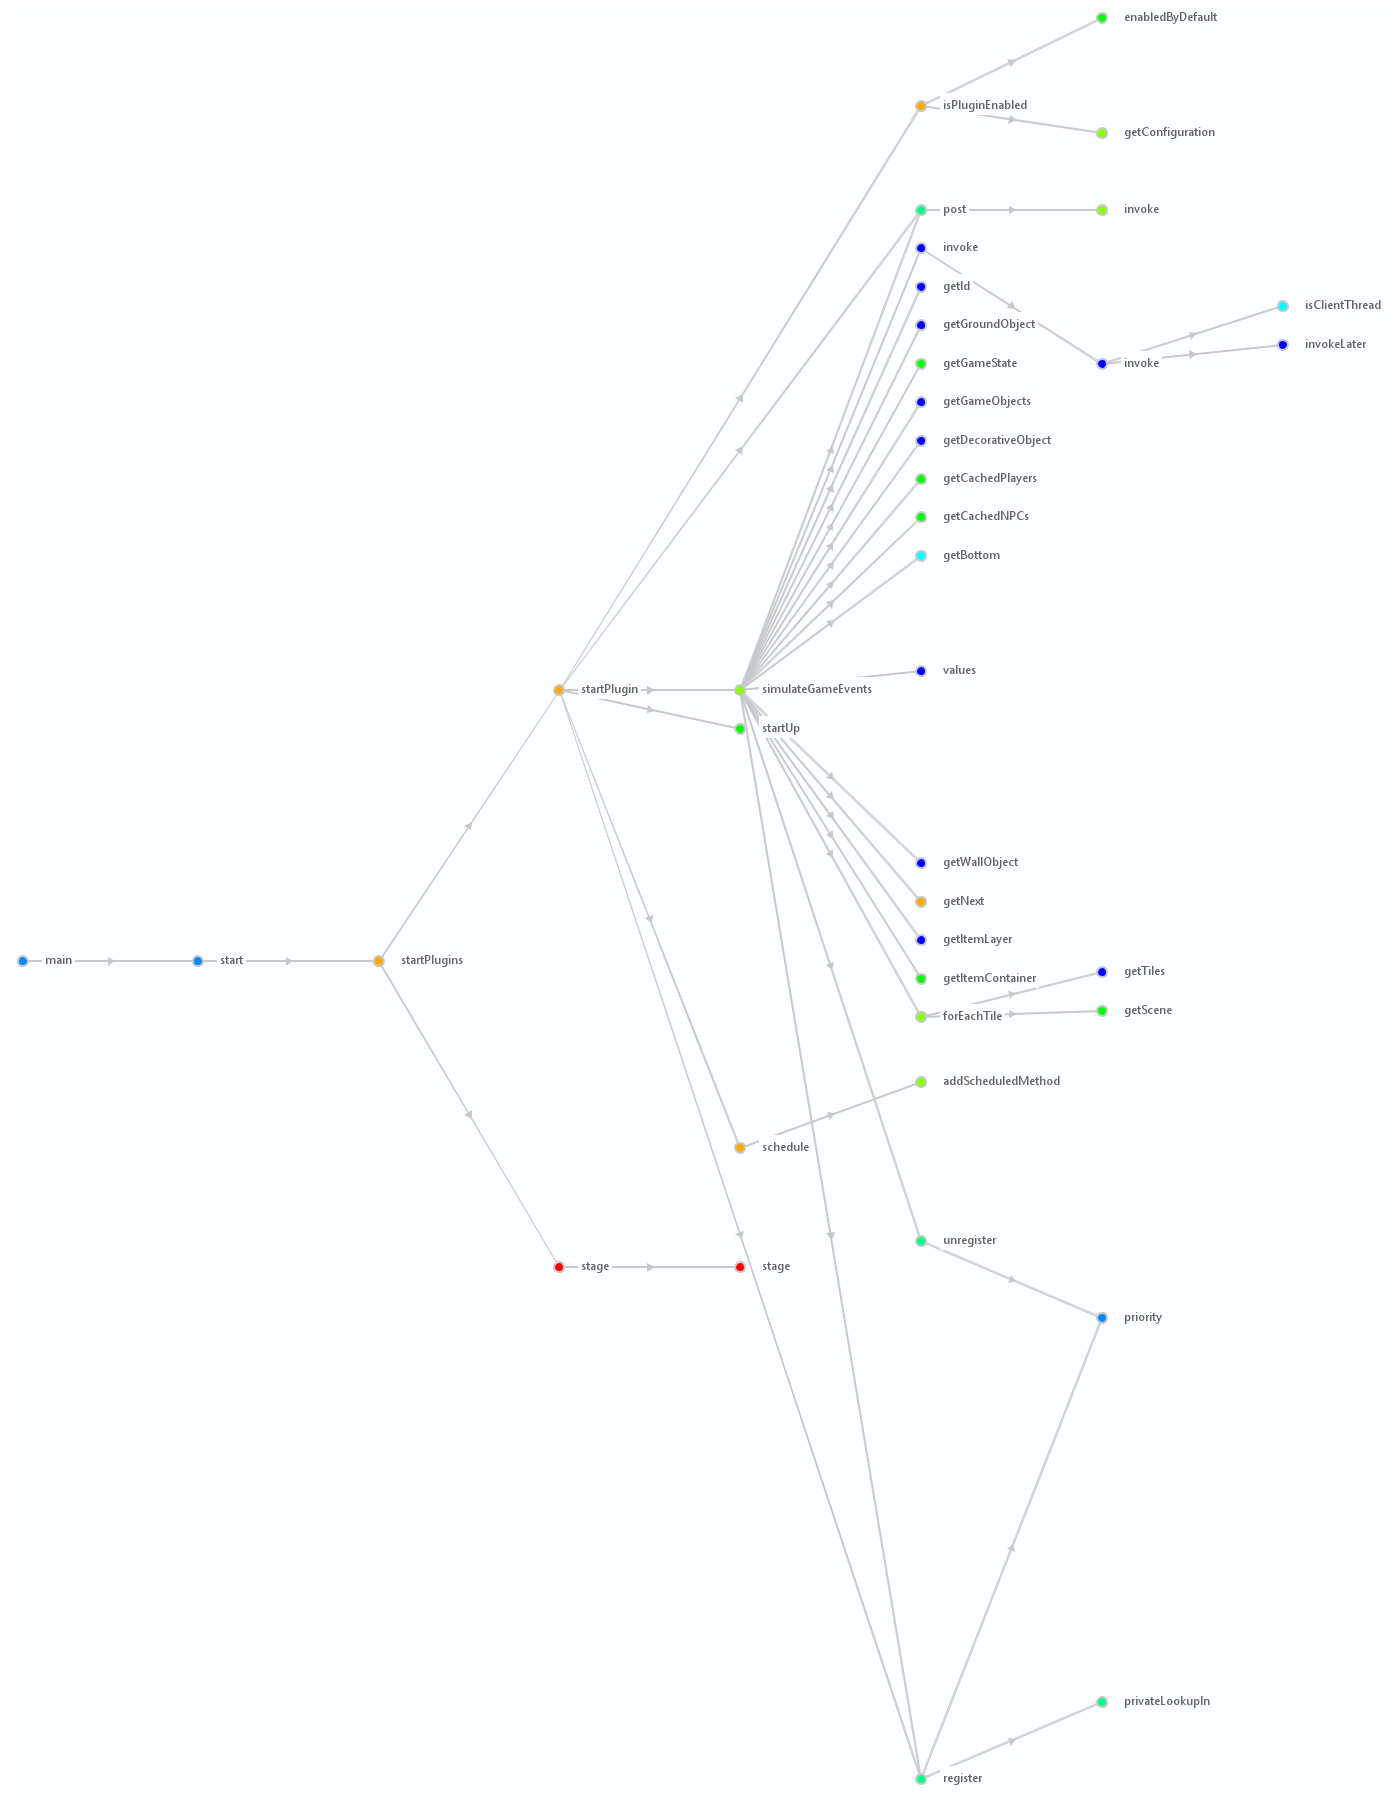 enabledByDefault
isPluginEnabled
getConfiguration
post
invoke
invoke
getId
isClientThread
getGroundObject
invokeLater
getGameState
invoke
getGameObjects
getDecorativeObject
getCachedPlayers
getCachedNPCs
getBottom
values
startPlugin
simulateGameEvents
startUp
getWallObject
getNext
getItemLayer
main
start
startPlugins
getTiles
getItemContainer
getScene
forEachTile
addScheduledMethod
schedule
unregister
stage
stage
priority
privateLookupIn
register